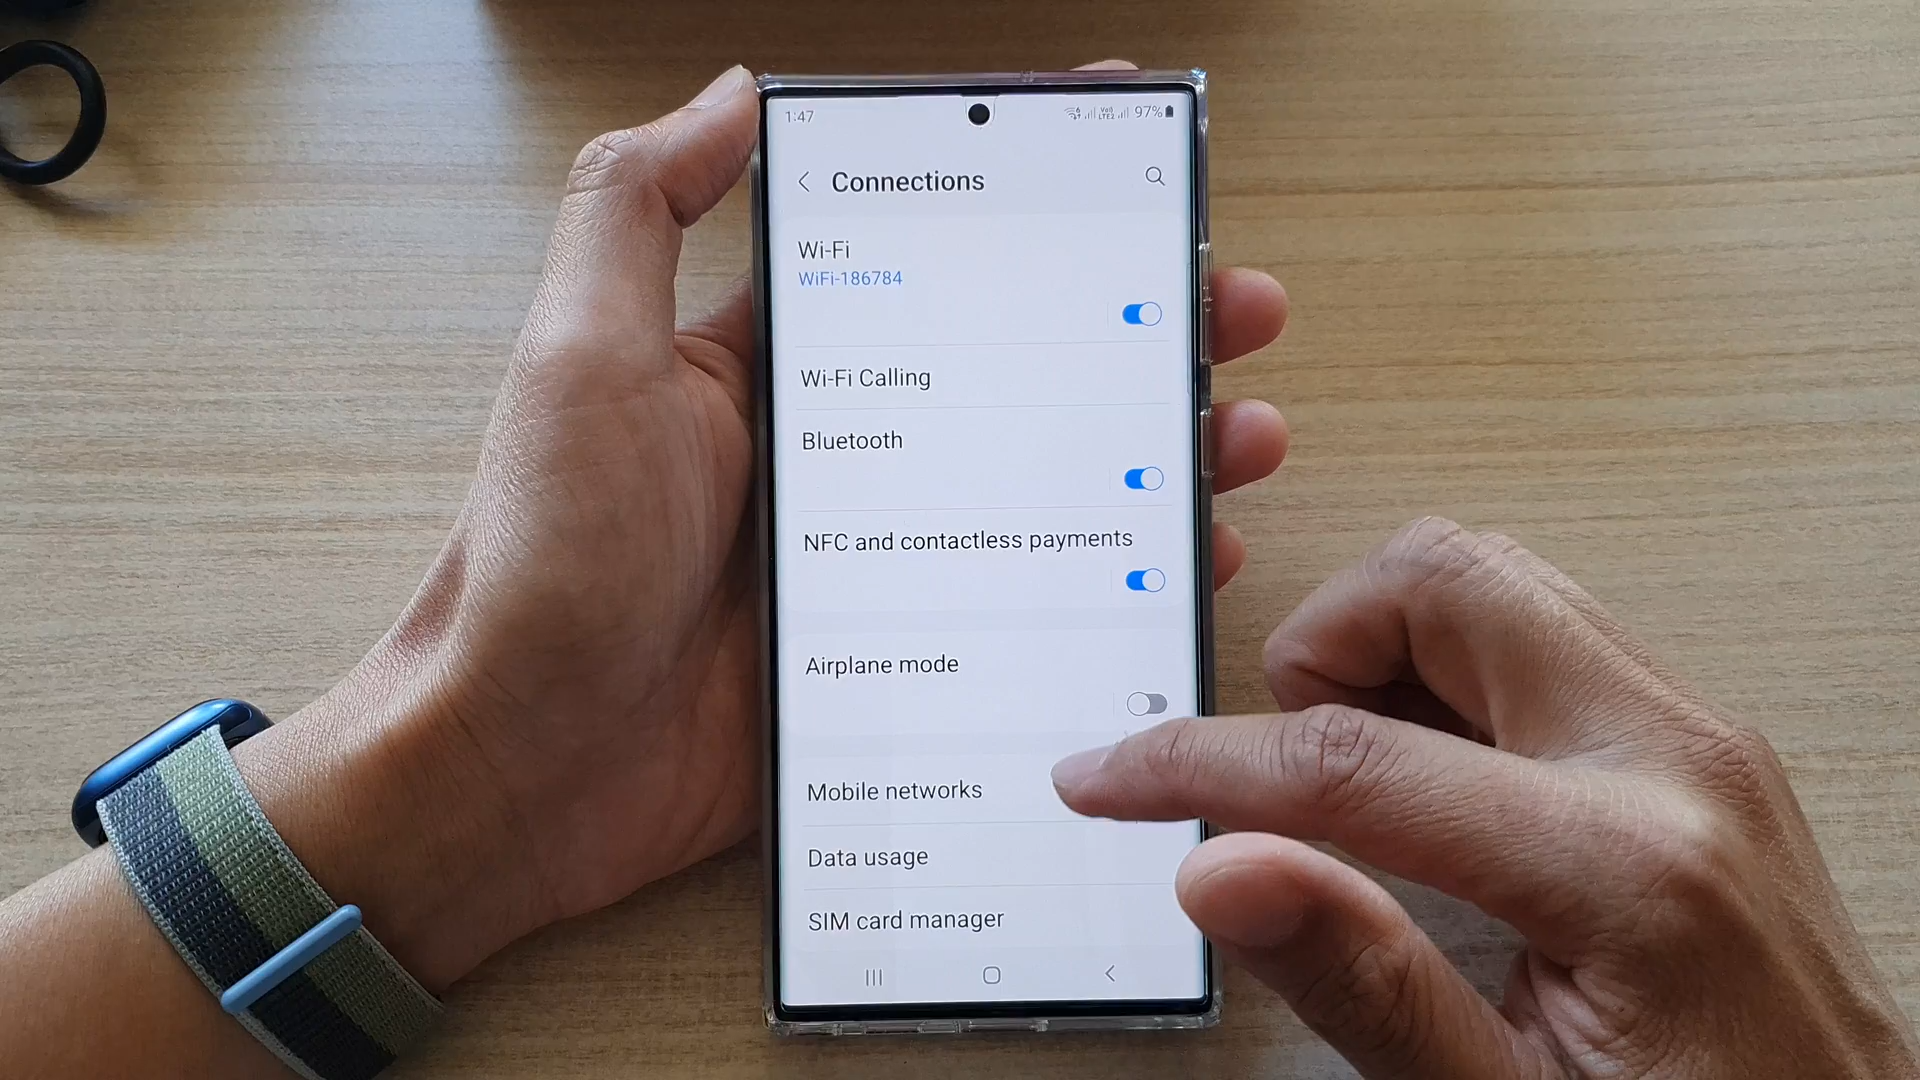 1:47
97%
Connections
Wi-Fi
WiFi-186784
Wi-Fi Calling
Bluetooth
NFC and contactless payments
Airplane mode
Mobile networks
Data usage
SIM card manager